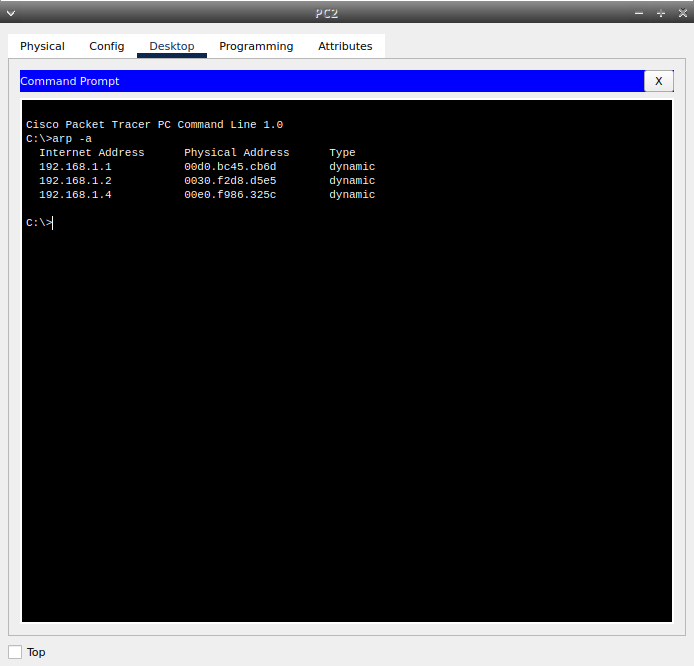 PC2
Physical Config Desktop Programming Attributes
Command Prompt X
Cisco Packet Tracer PC Command Line 1.0
C:\>arp -a
Internet Address Physical Address Type
192.168.1.1 00d0.bc45.cb6d dynamic
192.168.1.2 0030.f2d8.d5e5 dynamic
192.168.1.4 00e0.f986.325c dynamic
C:\>
Top